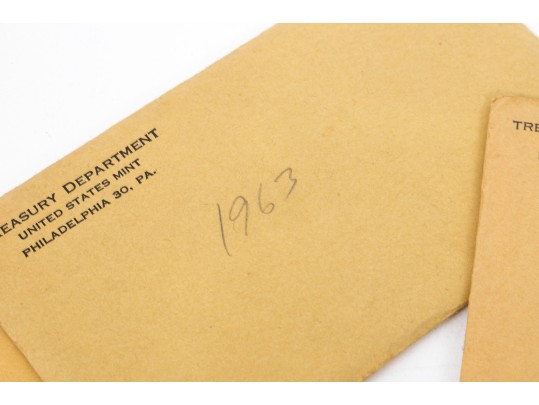 REASURY DEPARTMENT
UNITED STATES MINT
PHILADELPHIA 30, PA.
1963
TRE